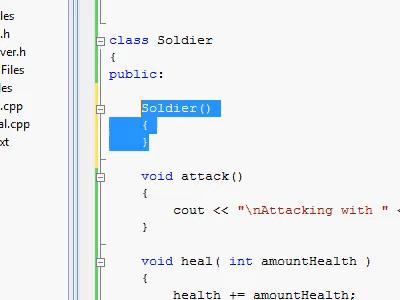 les
.h
ver.h
Files
les
.cpp
al.cpp
xt
class Soldier
{
public:
Soldier()
{
}
void attack()
{
cout << "\nAttacking with " <
}
void heal( int amountHealth )
{
health += amountHealth;